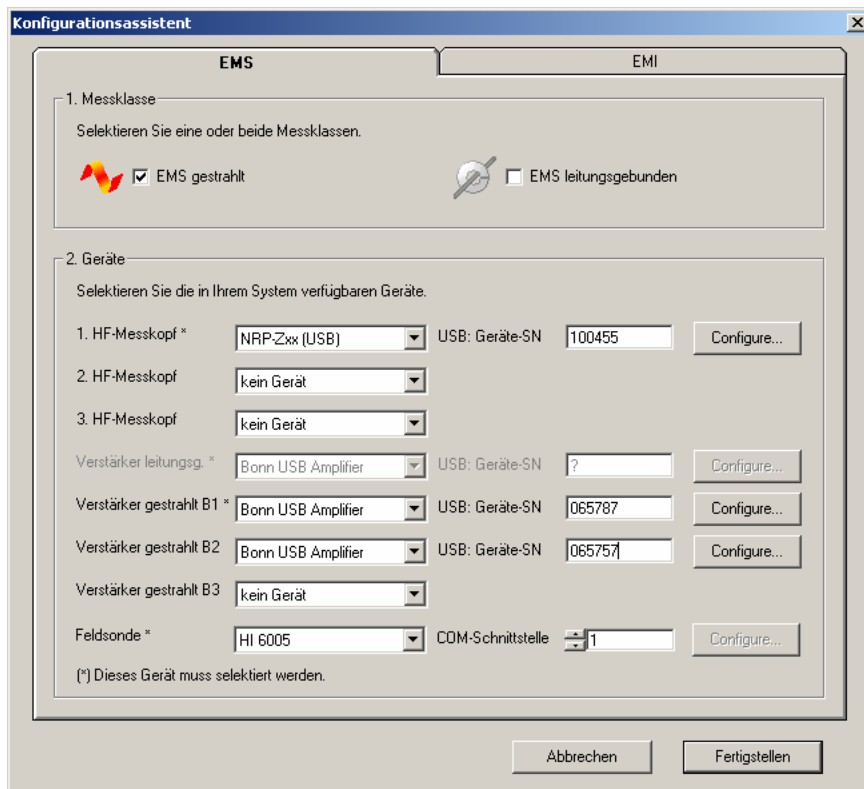 Konfigurationsassistent
EMS
EMI
1. Messklasse
Selektieren Sie eine oder beide Messklassen.
EMS gestrahlt
EMS leitungsgebunden
2. Geräte
Selektieren Sie die in Ihrem System verfügbaren Geräte.
1. HF-Messkopf * NRP-Zxx (USB) USB: Geräte-SN 100455 Configure...
2. HF-Messkopf kein Gerät
3. HF-Messkopf kein Gerät
Verstärker leitungsg. * Bonn USB Amplifier USB: Geräte-SN ? Configure...
Verstärker gestrahlt B1 * Bonn USB Amplifier USB: Geräte-SN 065787 Configure...
Verstärker gestrahlt B2 Bonn USB Amplifier USB: Geräte-SN 065757 Configure...
Verstärker gestrahlt B3 kein Gerät
Feldsonde * HI 6005 COM-Schnittstelle 1 Configure...
(*) Dieses Gerät muss selektiert werden.
Abbrechen Fertigstellen